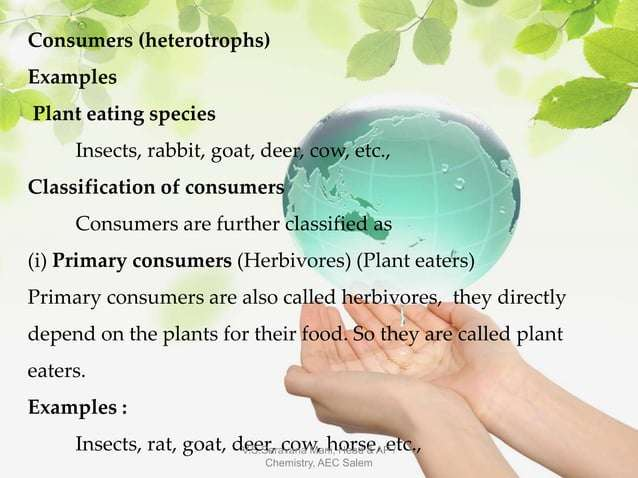 Consumers (heterotrophs)
Examples
Plant eating species
Insects, rabbit, goat, deer, cow, etc.,
Classification of consumers
Consumers are further classified as
(i) Primary consumers (Herbivores) (Plant eaters)
Primary consumers are also called herbivores, they directly
depend on the plants for their food. So they are called plant
eaters.
Examples :
Insects, rat, goat, deer, cow, horse, etc.,
Mani, Head & AP /
Chemistry, AEC Salem